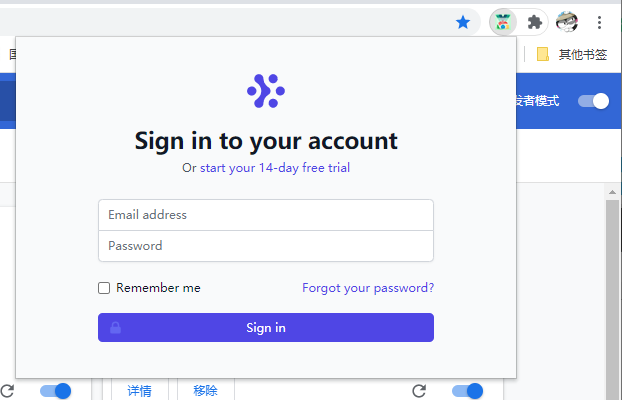 其他书签
发者模式
Sign in to your account
Or start your 14-day free trial
Email address
Password
Remember me
Forgot your password?
Sign in
详情
移除